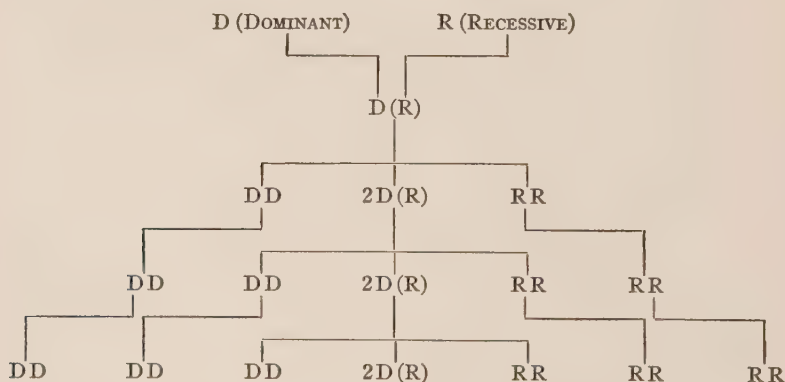 D (DOMINANT) R (RECESSIVE)
D (R)
DD 2D (R) RR
DD DD 2D (R) RR RR
DD DD DD 2D (R) RR RR RR